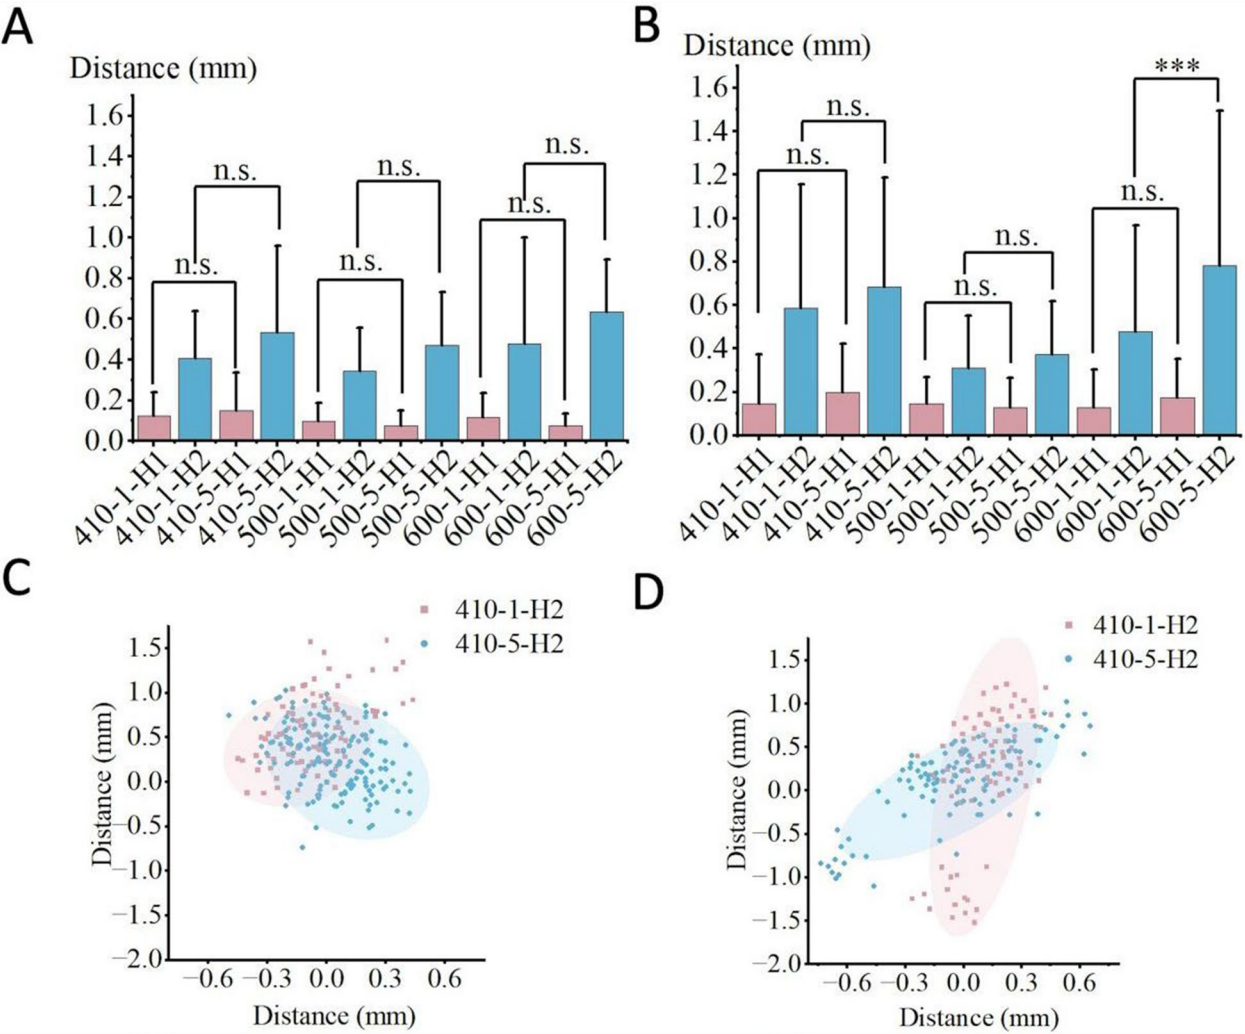 A
Distance (mm)
1.6
1.4
1.2
1.0
0.8
0.6
0.4
0.2
0.0
n.s.
n.s.
n.s.
n.s.
n.s.
n.s.
410-1-H1
410-1-H2
410-5-H1
410-5-H2
500-1-H1
500-1-H2
500-5-H1
500-5-H2
600-1-H1
600-1-H2
600-5-H1
600-5-H2
B
Distance (mm)
1.6
1.4
1.2
1.0
0.8
0.6
0.4
0.2
0.0
n.s.
n.s.
n.s.
n.s.
n.s.
***
410-1-H1
410-1-H2
410-5-H1
410-5-H2
500-1-H1
500-1-H2
500-5-H1
500-5-H2
600-1-H1
600-1-H2
600-5-H1
600-5-H2
C
410-1-H2
410-5-H2
Distance (mm)
1.5
1.0
0.5
0.0
−0.5
−1.0
−1.5
−2.0
−0.6 −0.3 0.0 0.3 0.6
Distance (mm)
D
410-1-H2
410-5-H2
Distance (mm)
1.5
1.0
0.5
0.0
−0.5
−1.0
−1.5
−2.0
−0.6 −0.3 0.0 0.3 0.6
Distance (mm)